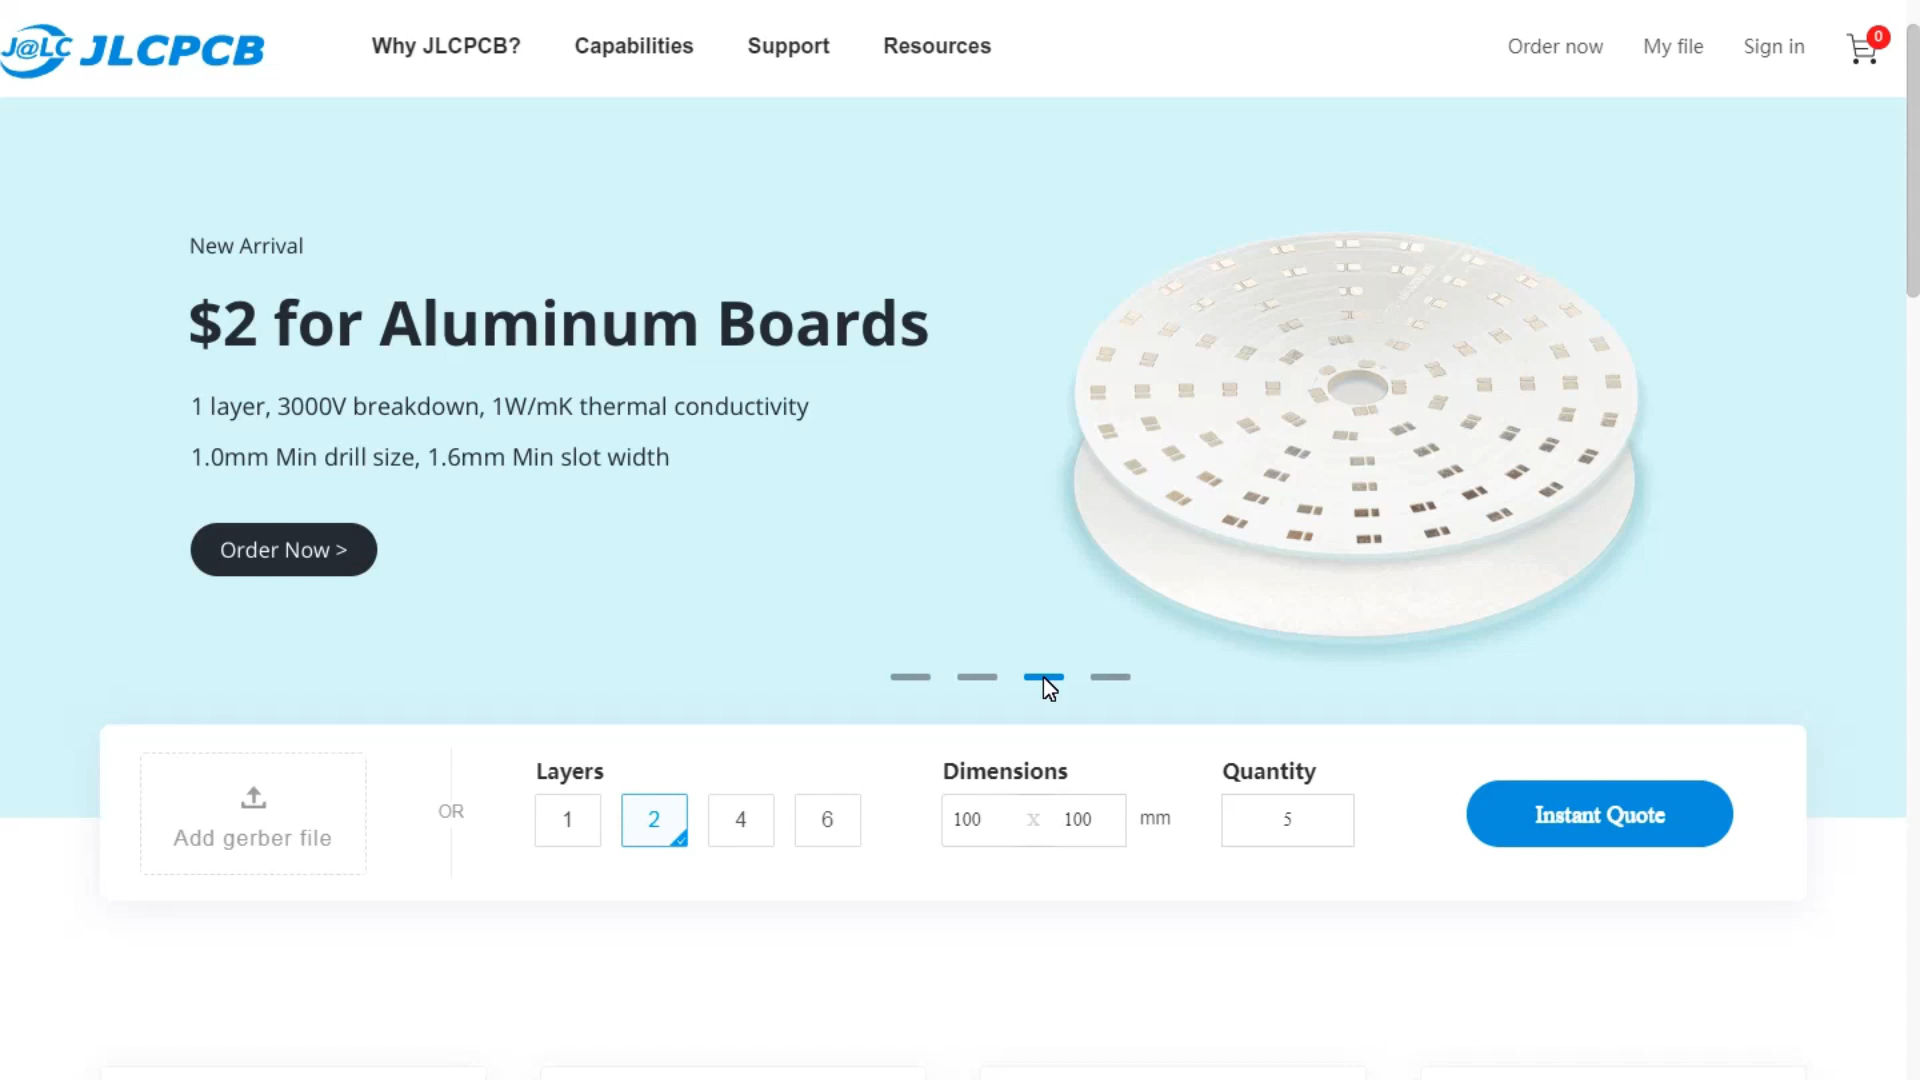 J@LC JLCPCB
Why JLCPCB?
Capabilities
Support
Resources
Order now
My file
Sign in
0
New Arrival
$2 for Aluminum Boards
1 layer, 3000V breakdown, 1W/mK thermal conductivity
1.0mm Min drill size, 1.6mm Min slot width
Order Now >
Add gerber file
OR
Layers
1
2
4
6
Dimensions
100 x 100 mm
Quantity
5
Instant Quote